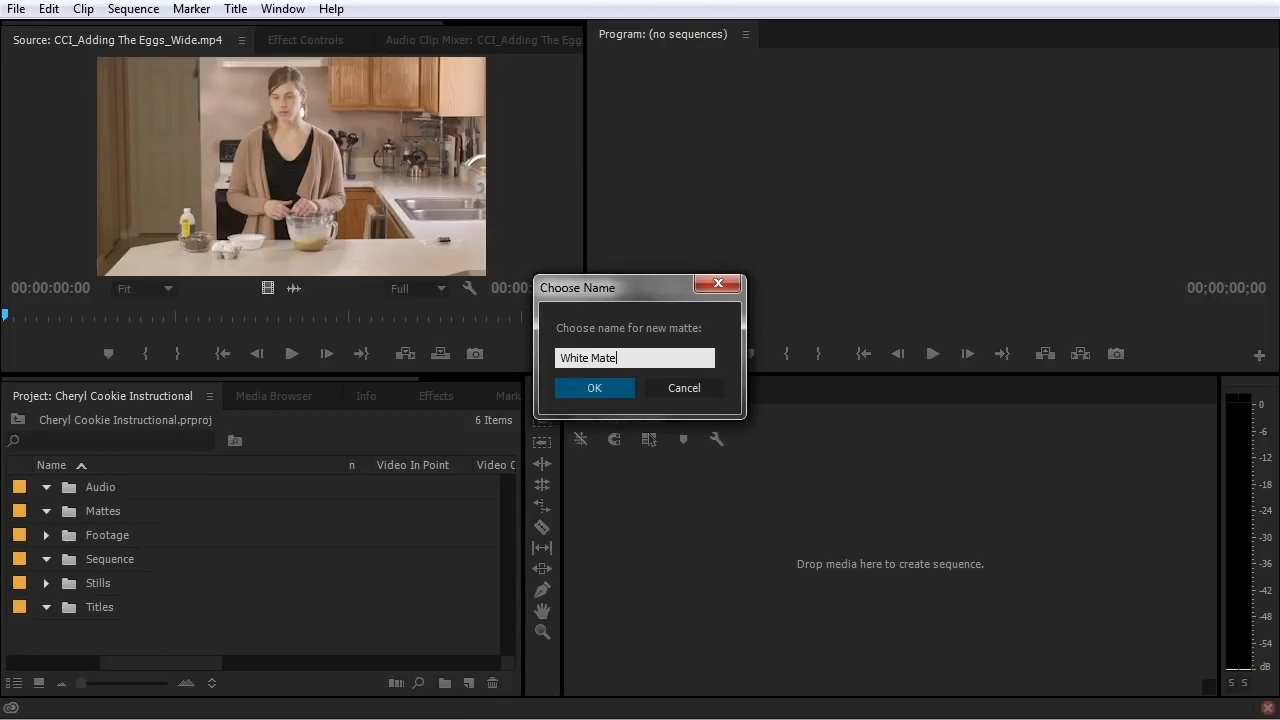 File Edit Clip Sequence Marker Title Window Help
Source: CCI_Adding The Eggs_Wide.mp4 Effect Controls Audio Clip Mixer: CCI_Adding The Egg
Program: (no sequences)
00:00:00:00 Fit Full 00:00:
00;00;00;00
Choose Name
Choose name for new matte:
White Mate
OK Cancel
Project: Cheryl Cookie Instructional Media Browser Info Effects Mark
Cheryl Cookie Instructional.prproj 6 Items
Name n Video In Point Video O
Audio
Mattes
Footage
Sequence
Stills
Titles
Drop media here to create sequence.
0
-6
-12
-18
-24
-30
-36
-42
-48
-54
dB
S S